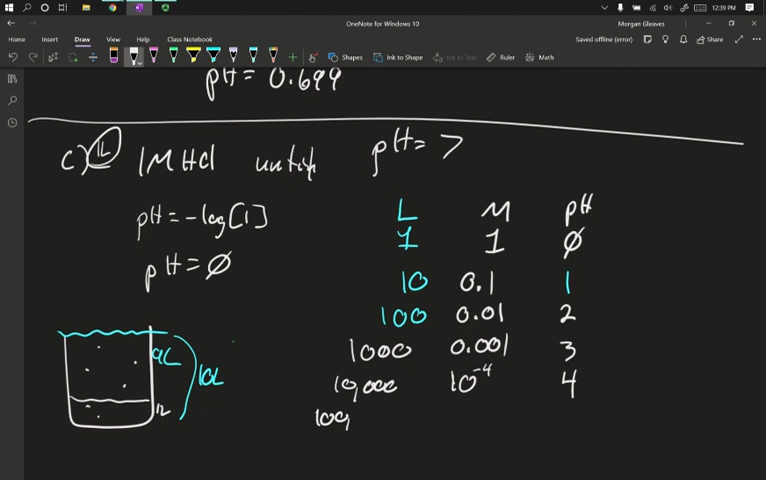 12:39 PM
OneNote for Windows 10
Morgan Gleaves
Home Insert Draw View Help Class Notebook
Saved offline (error) Share
Shapes Ink to Shape Ink to Text Ruler Math
pH = 0.699
c) 1L 1M HCl until pH = 7
pH = -log[1]
pH = ∅
L M pH
1 1 ∅
10 0.1 1
100 0.01 2
1000 0.001 3
10,000 10⁻⁴ 4
100
9L
10L
1L